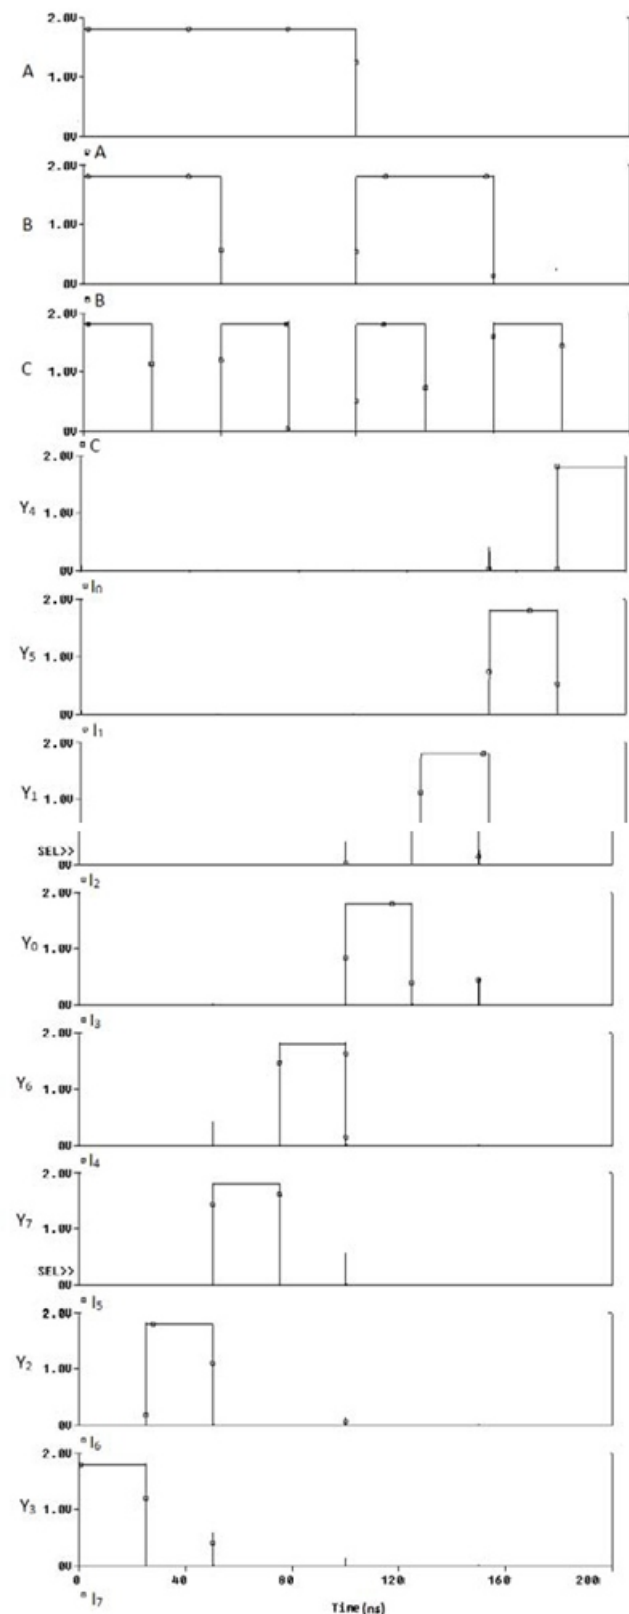 2.0V
A 1.0V
0V
A
2.0V
B 1.0V
0V
B
2.0V
C 1.0V
0V
C
2.0V
Y4 1.0V
0V
I0
2.0V
Y5 1.0V
0V
I1
2.0V
Y1 1.0V
SEL>>
0V
I2
2.0V
Y0 1.0V
0V
I3
2.0V
Y6 1.0V
0V
I4
2.0V
Y7 1.0V
SEL>>
0V
I5
2.0V
Y2 1.0V
0V
I6
2.0V
Y3 1.0V
0V
0 40 80 120 160 200
I7 Time(ns)